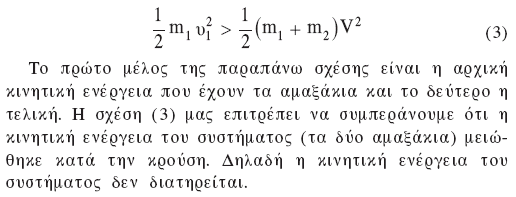 ½ m₁ υ₁² > ½ (m₁ + m₂)V² (3)
Το πρώτο μέλος της παραπάνω σχέσης είναι η αρχική
κινητική ενέργεια που έχουν τα αμαξάκια και το δεύτερο η
τελική. Η σχέση (3) μας επιτρέπει να συμπεράνουμε ότι η
κινητική ενέργεια του συστήματος (τα δύο αμαξάκια) μειώ-
θηκε κατά την κρούση. Δηλαδή η κινητική ενέργεια του
συστήματος δεν διατηρείται.